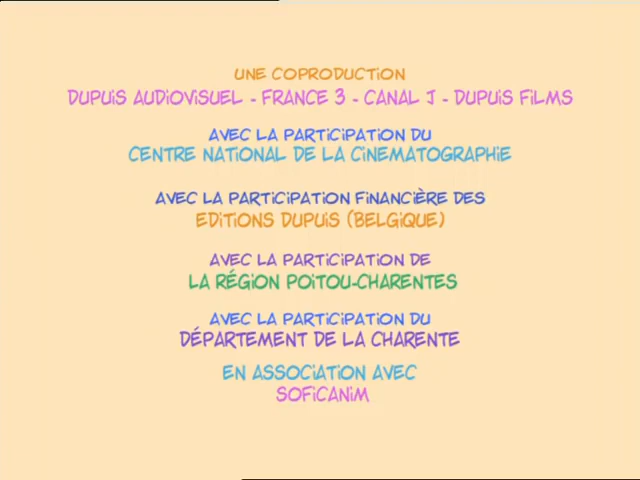 UNE COPRODUCTION
DUPUIS AUDIOVISUEL - FRANCE 3 - CANAL J - DUPUIS FILMS
AVEC LA PARTICIPATION DU
CENTRE NATIONAL DE LA CINEMATOGRAPHIE
AVEC LA PARTICIPATION FINANCIÈRE DES
EDITIONS DUPUIS (BELGIQUE)
AVEC LA PARTICIPATION DE
LA RÉGION POITOU-CHARENTES
AVEC LA PARTICIPATION DU
DÉPARTEMENT DE LA CHARENTE
EN ASSOCIATION AVEC
SOFICANIM